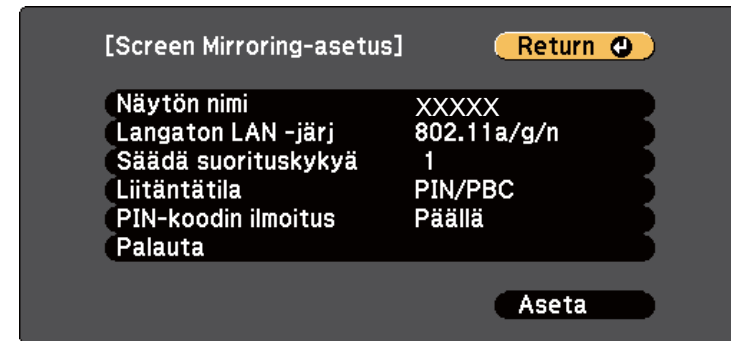 [Screen Mirroring-asetus] Return
Näytön nimi XXXXX
Langaton LAN -järj 802.11a/g/n
Säädä suorituskykyä 1
Liitäntätila PIN/PBC
PIN-koodin ilmoitus Päällä
Palauta
Aseta